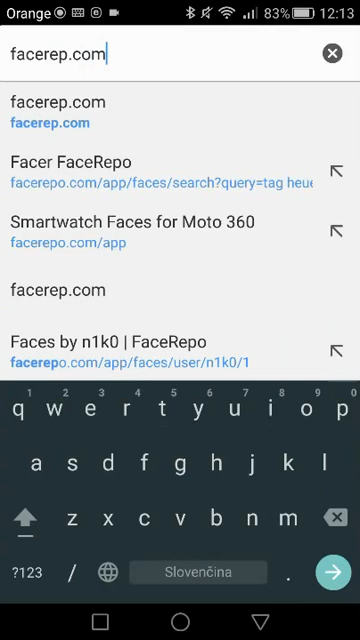 Orange 83% 12:13
facerep.com
facerep.com
facerep.com
Facer FaceRepo
facerepo.com/app/faces/search?query=tag heue
Smartwatch Faces for Moto 360
facerepo.com/app
facerep.com
Faces by n1k0 | FaceRepo
facerepo.com/app/faces/user/n1k0/1
1 2 3 4 5 6 7 8 9 0
q w e r t y u i o p
a s d f g h j k l
z x c v b n m
?123 / Slovenčina .